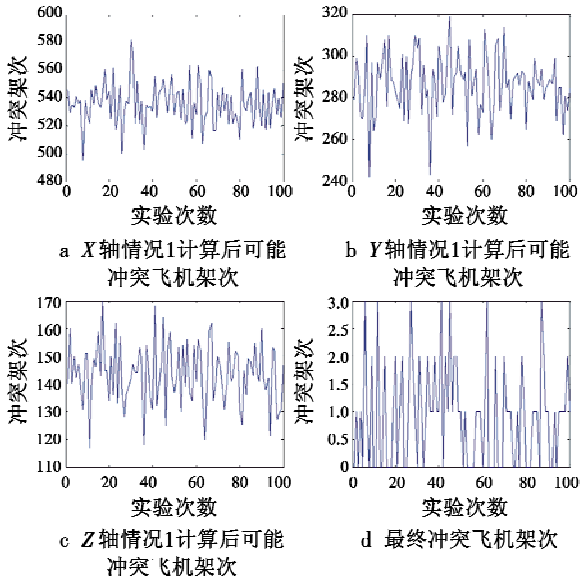 600
580
560
540
520
500
480
0 20 40 60 80 100
冲突架次
实验次数
a X轴情况1计算后可能
冲突飞机架次
320
300
280
260
240
0 20 40 60 80 100
冲突架次
实验次数
b Y轴情况1计算后可能
冲突飞机架次
170
160
150
140
130
120
110
0 20 40 60 80 100
冲突架次
实验次数
c Z轴情况1计算后可能
冲突飞机架次
3.0
2.5
2.0
1.5
1.0
0.5
0
0 20 40 60 80 100
冲突架次
实验次数
d 最终冲突飞机架次